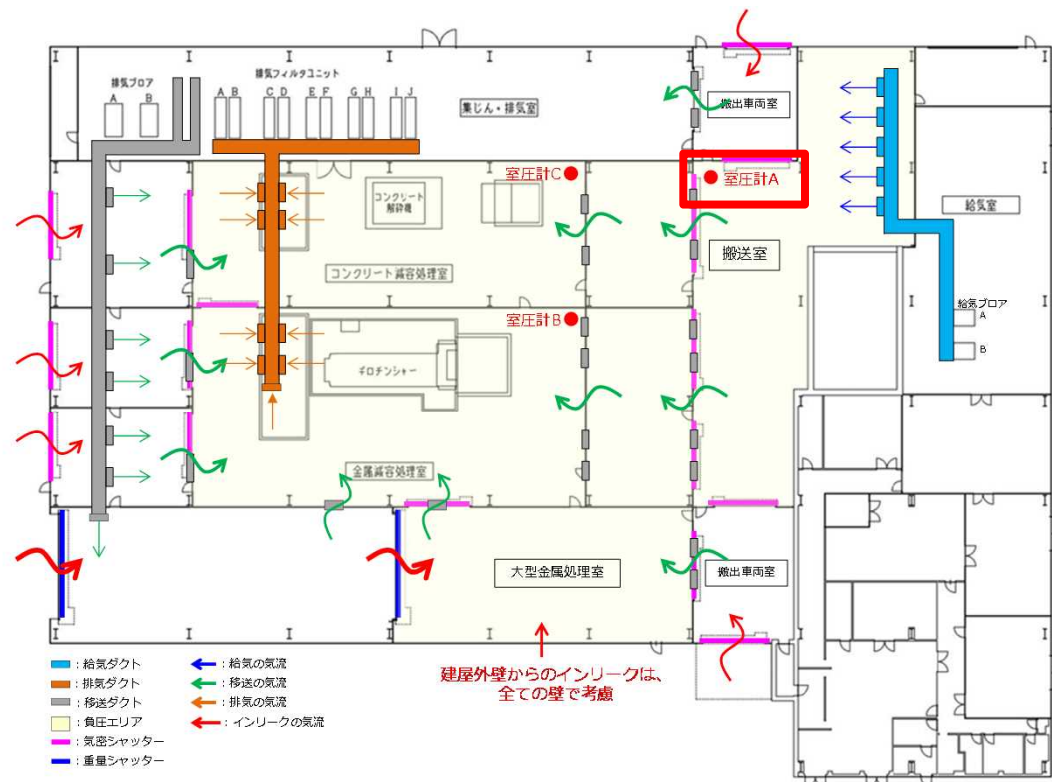 排気フィルタユニット
排気ブロア
A B
A B C D E F G H I J
集じん・排気室
搬出車両室
室圧計C
室圧計A
コンクリート
解砕機
給気室
搬送室
コンクリート減容処理室
給気ブロア
A
B
室圧計B
ギロチンシャー
金属減容処理室
大型金属処理室
搬出車両室
建屋外壁からのインリークは、
全ての壁で考慮
：給気ダクト
：排気ダクト
：移送ダクト
：負圧エリア
：気密シャッター
：重量シャッター
：給気の気流
：移送の気流
：排気の気流
：インリークの気流